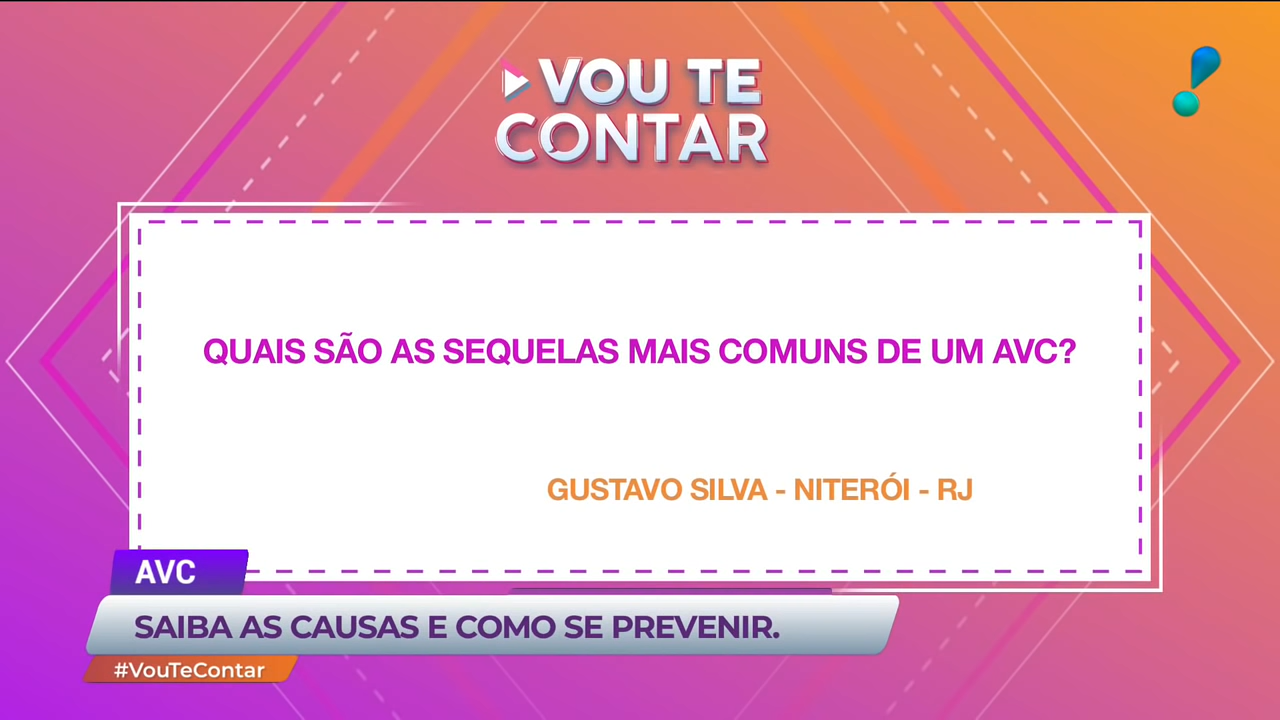 VOU TE
CONTAR
QUAIS SÃO AS SEQUELAS MAIS COMUNS DE UM AVC?
GUSTAVO SILVA - NITERÓI - RJ
AVC
SAIBA AS CAUSAS E COMO SE PREVENIR.
#VouTeContar